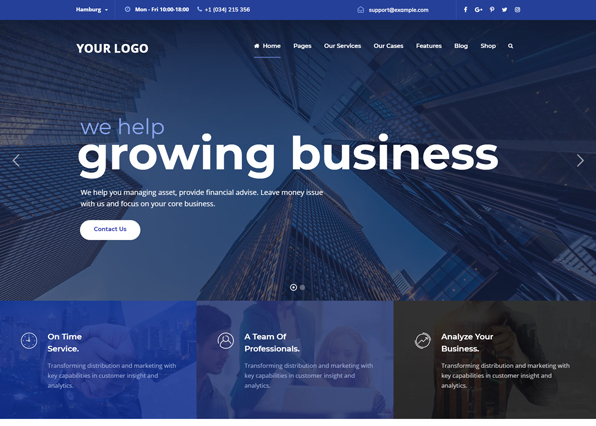 Hamburg Mon - Fri 10:00-18:00 +1 (034) 215 356 support@example.com
YOUR LOGO Home Pages Our Services Our Cases Features Blog Shop
we help
growing business
We help you managing asset, provide financial advise. Leave money issue
with us and focus on your core business.
Contact Us
On Time
Service.
Transforming distribution and marketing with
key capabilities in customer insight and
analytics.
A Team Of
Professionals.
Transforming distribution and marketing with
key capabilities in customer insight and
analytics.
Analyze Your
Business.
Transforming distribution and marketing with
key capabilities in customer insight and
analytics.